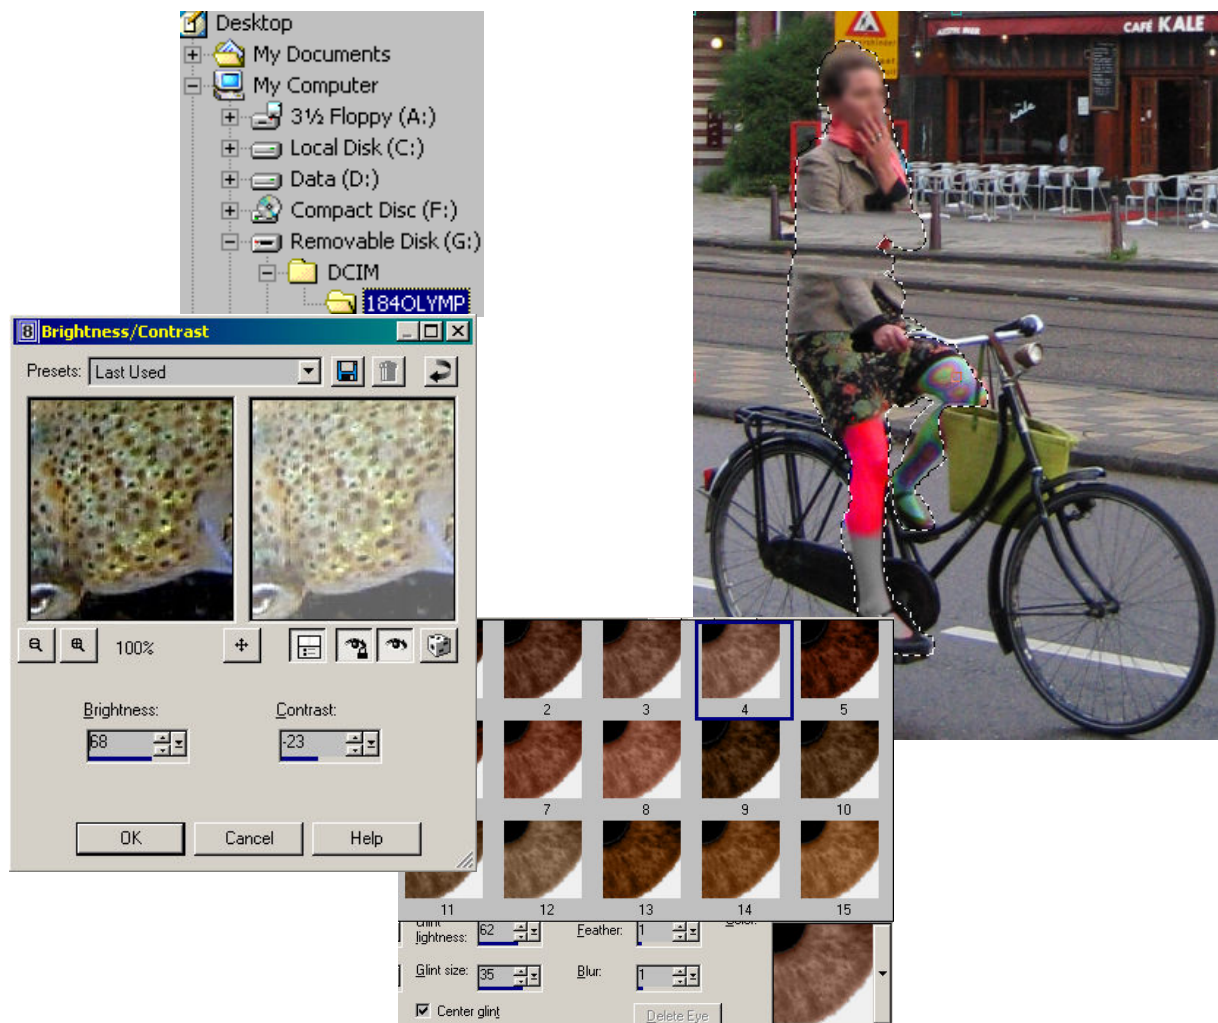 Desktop
My Documents
My Computer
3½ Floppy (A:)
Local Disk (C:)
Data (D:)
Compact Disc (F:)
Removable Disk (G:)
DCIM
184OLYMP
CAFÉ KALE
8 Brightness/Contrast
Presets: Last Used
100%
Brightness: Contrast:
68 -23
OK Cancel Help
2 3 4 5
7 8 9 10
11 12 13 14 15
lightness: 62 Feather: 1
Glint size: 35 Blur: 1
Center glint Delete Eye